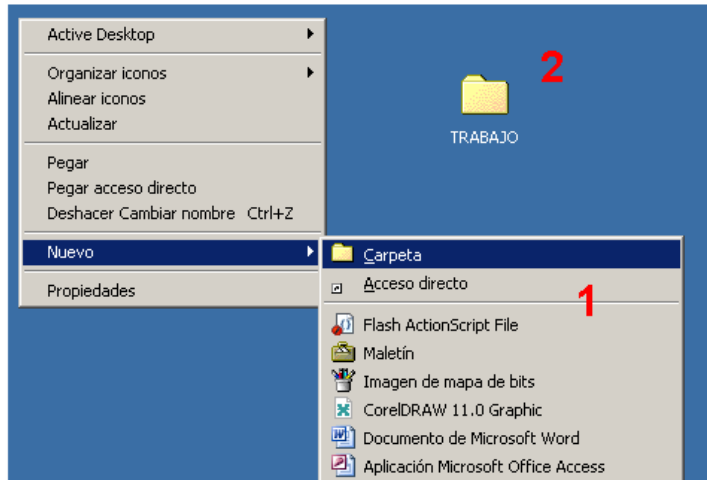 Active Desktop
Organizar iconos
Alinear iconos
Actualizar
Pegar
Pegar acceso directo
Deshacer Cambiar nombre Ctrl+Z
Nuevo
Propiedades
2
TRABAJO
Carpeta
Acceso directo
1
Flash ActionScript File
Maletín
Imagen de mapa de bits
CorelDRAW 11.0 Graphic
Documento de Microsoft Word
Aplicación Microsoft Office Access